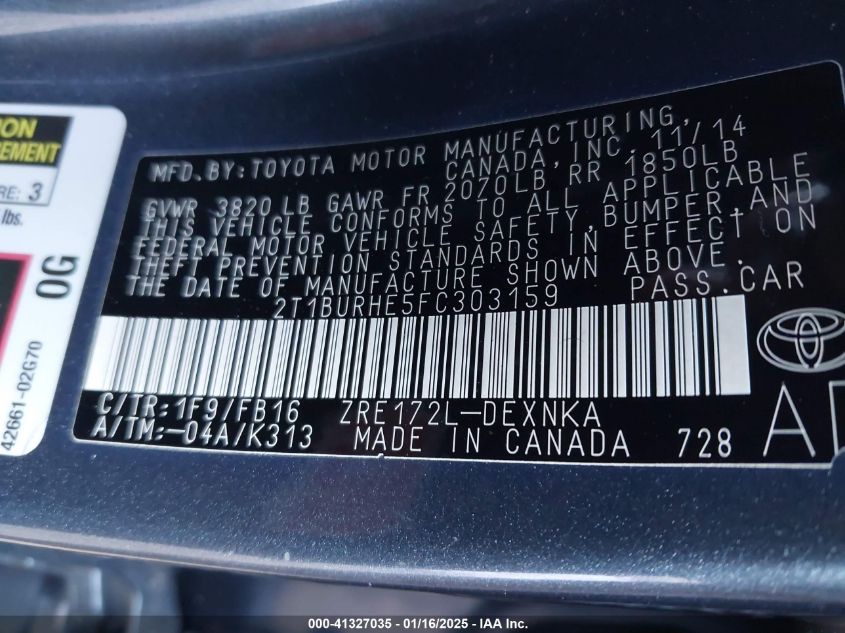 ION
REMENT
RE: 3
lbs.
0G
42661-02G70
MFD. BY: TOYOTA MOTOR MANUFACTURING,
CANADA, INC. 11/14
GVWR 3820 LB GAWR FR 2070LB RR 1850LB
THIS VEHICLE CONFORMS TO ALL APPLICABLE
FEDERAL MOTOR VEHICLE SAFETY, BUMPER, AND
THEFT PREVENTION STANDARDS IN EFFECT ON
THE DATE OF MANUFACTURE SHOWN ABOVE.
2T1BURHE5FC303159 PASS. CAR
C/TR: 1F9/FB16 ZRE172L-DEXNKA
A/TM: -04A/K313 MADE IN CANADA 728
000-41327035 - 01/16/2025 - IAA Inc.